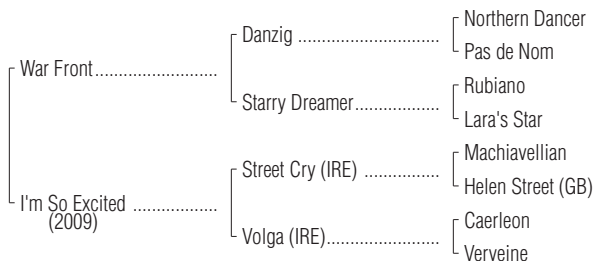 Northern Dancer
Danzig ..............................
Pas de Nom
War Front..........................
Rubiano
Starry Dreamer..................
Lara's Star
Machiavellian
Street Cry (IRE) ................
Helen Street (GB)
I'm So Excited ..................
(2009)
Caerleon
Volga (IRE)........................
Verveine